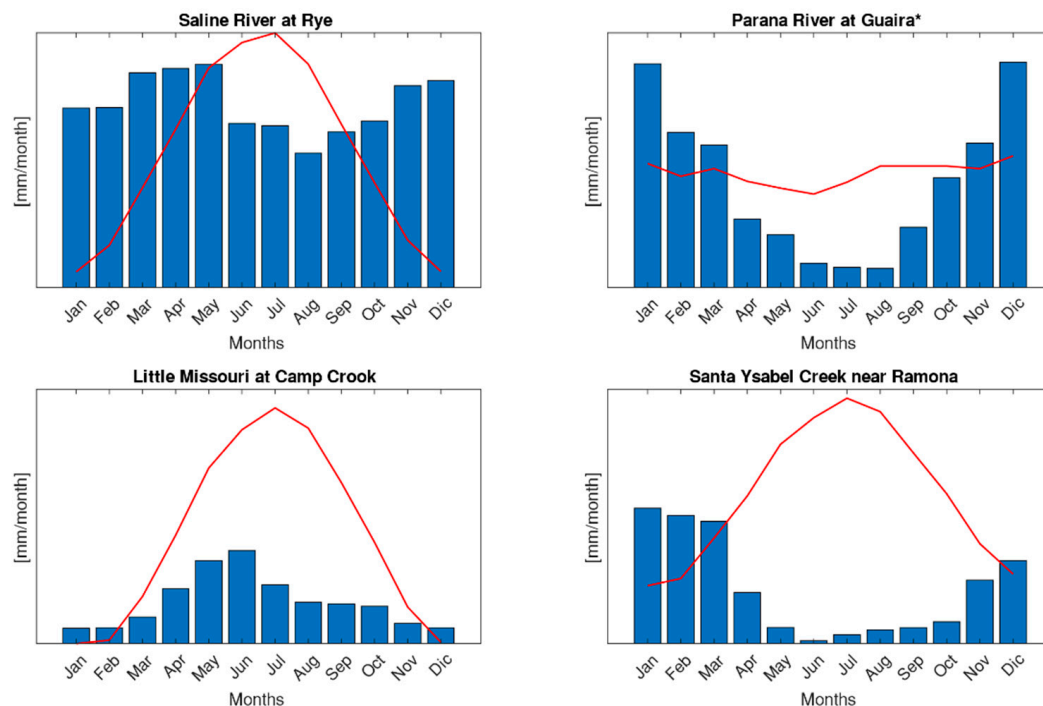 Saline River at Rye
[mm/month]
Jan Feb Mar Apr May Jun Jul Aug Sep Oct Nov Dic
Months
Parana River at Guaira*
[mm/month]
Jan Feb Mar Apr May Jun Jul Aug Sep Oct Nov Dic
Months
Little Missouri at Camp Crook
[mm/month]
Jan Feb Mar Apr May Jun Jul Aug Sep Oct Nov Dic
Months
Santa Ysabel Creek near Ramona
[mm/month]
Jan Feb Mar Apr May Jun Jul Aug Sep Oct Nov Dic
Months